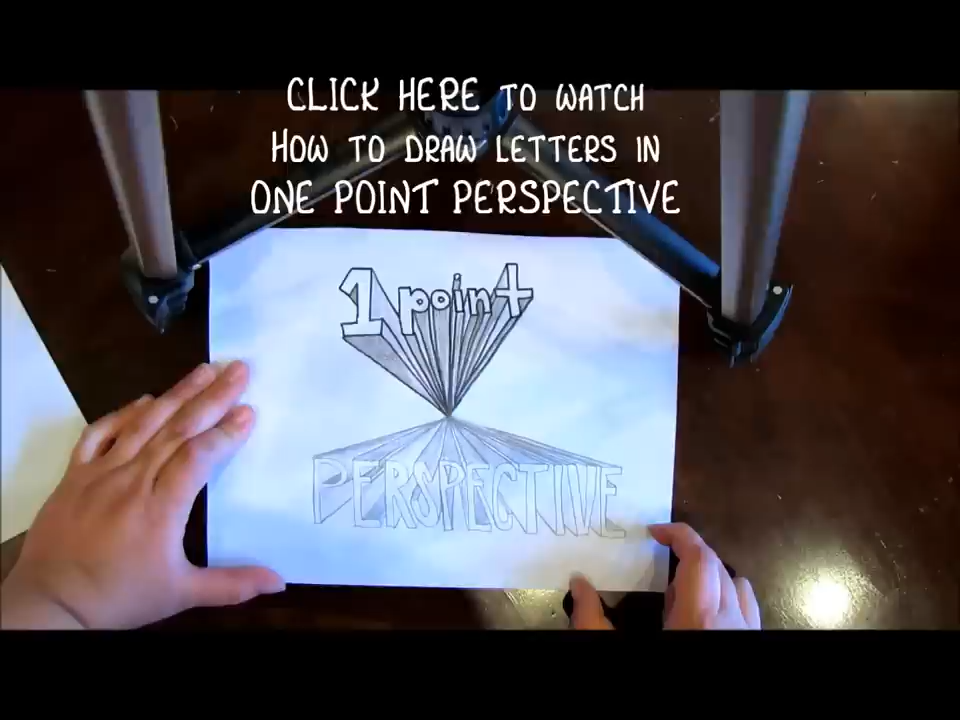 CLICK HERE TO WATCH
HOW TO DRAW LETTERS IN
ONE POINT PERSPECTIVE
1 point
PERSPECTIVE